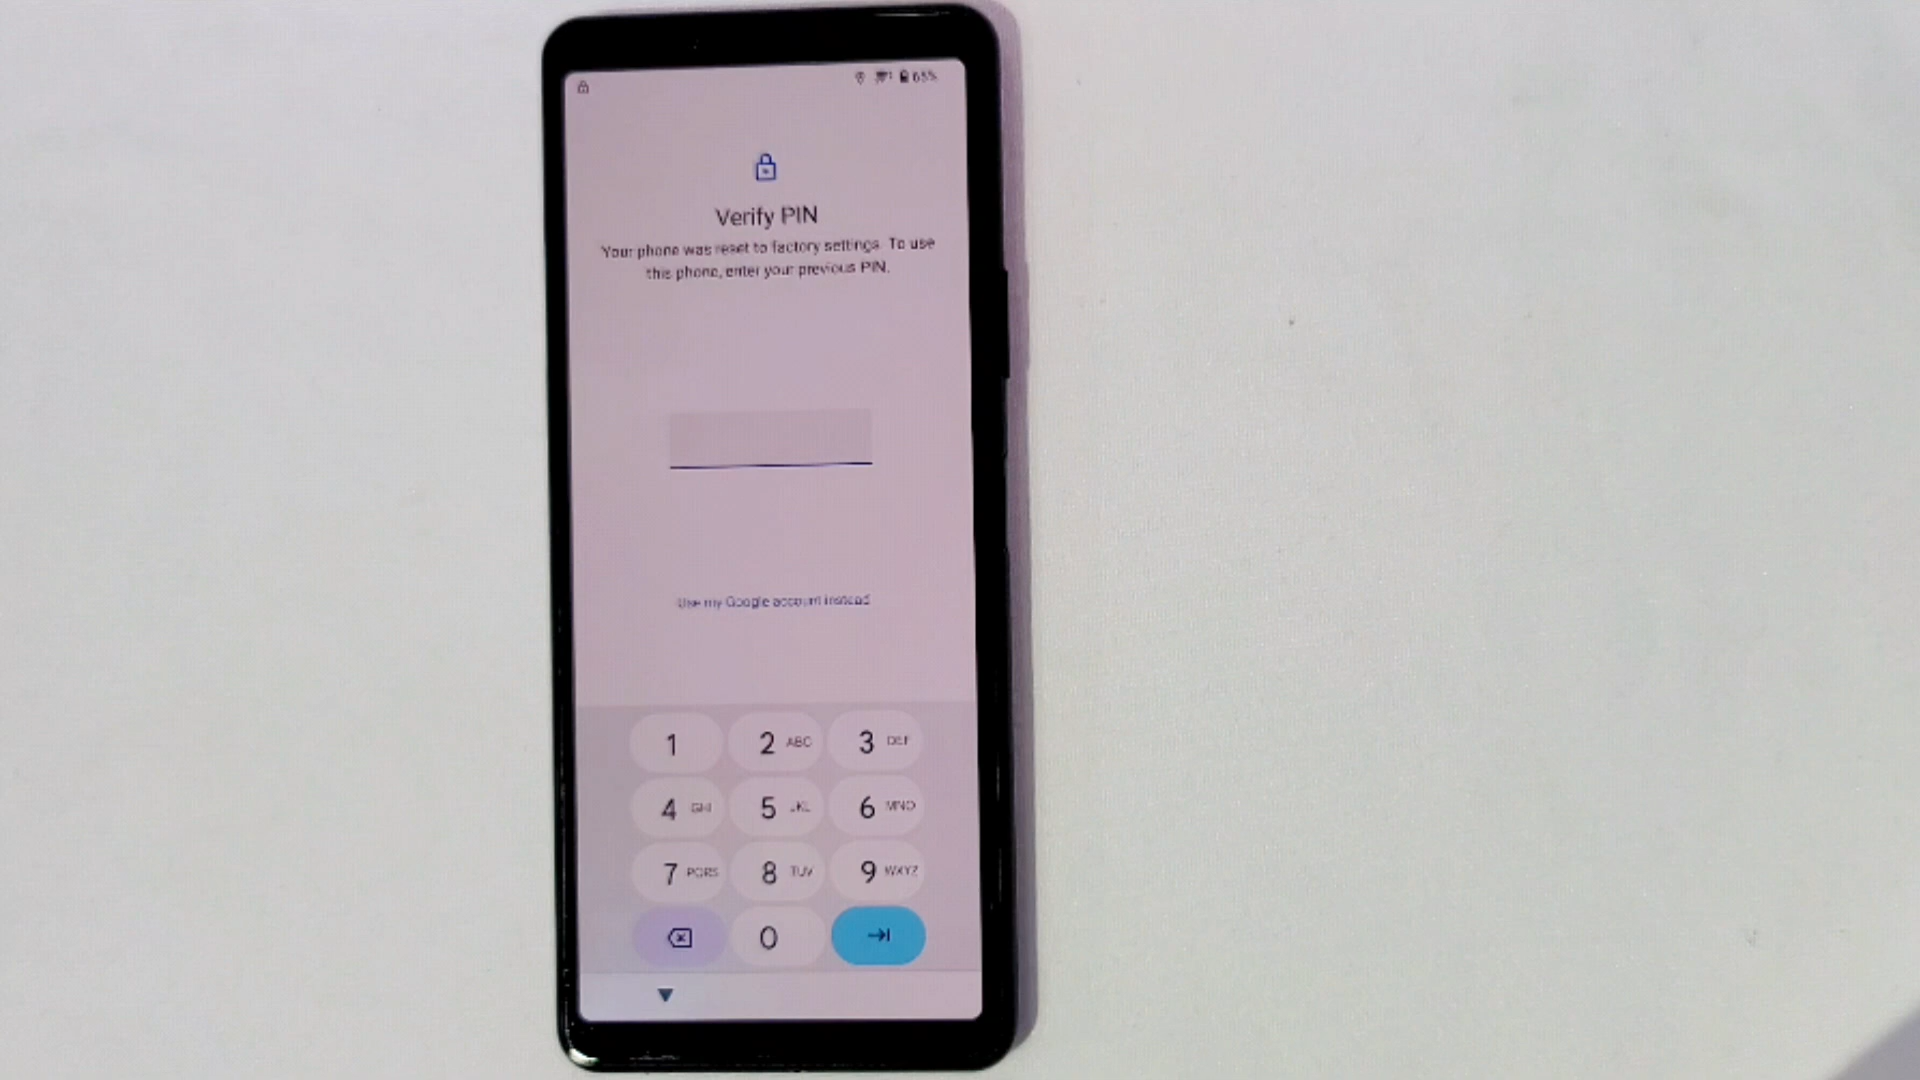 65%
Verify PIN
Your phone was reset to factory settings. To use
this phone, enter your previous PIN.
Use my Google account instead
1 2 ABC 3 DEF
4 GHI 5 JKL 6 MNO
7 PQRS 8 TUV 9 WXYZ
0